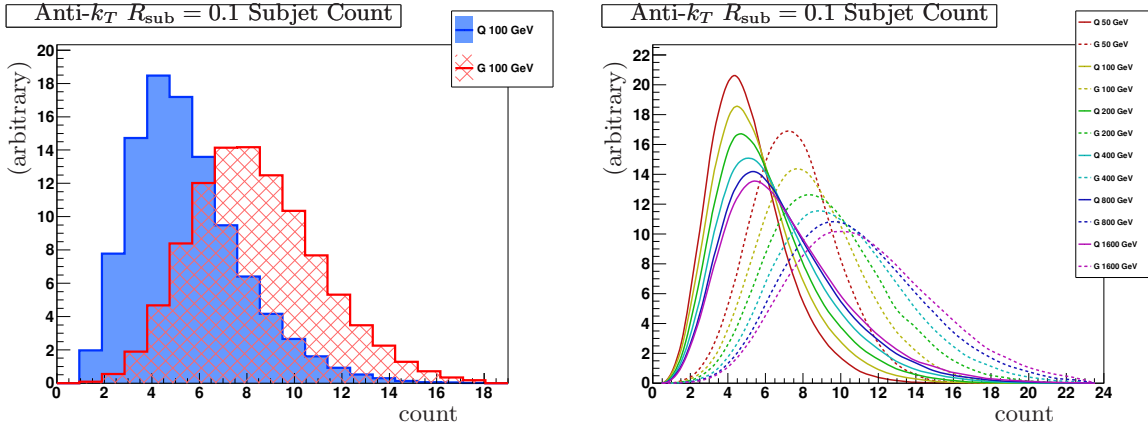 Anti-k_T R_sub = 0.1 Subjet Count
Q 100 GeV
G 100 GeV
(arbitrary)
20
18
16
14
12
10
8
6
4
2
0
0 2 4 6 8 10 12 14 16 18
count
Anti-k_T R_sub = 0.1 Subjet Count
Q 50 GeV
G 50 GeV
Q 100 GeV
G 100 GeV
Q 200 GeV
G 200 GeV
Q 400 GeV
G 400 GeV
Q 800 GeV
G 800 GeV
Q 1600 GeV
G 1600 GeV
(arbitrary)
22
20
18
16
14
12
10
8
6
4
2
0
0 2 4 6 8 10 12 14 16 18 20 22 24
count